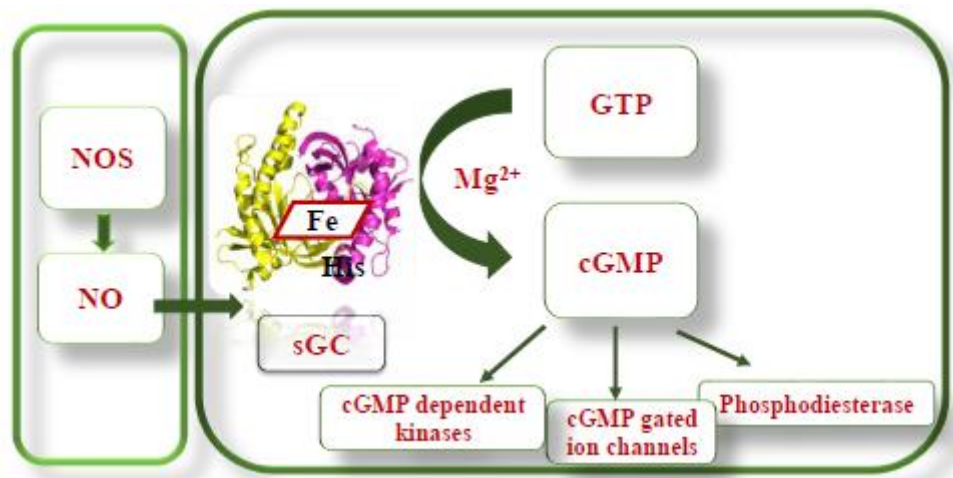 NOS
NO
Fe
His
sGC
GTP
Mg²⁺
cGMP
cGMP dependent
kinases
cGMP gated
ion channels
Phosphodiesterase